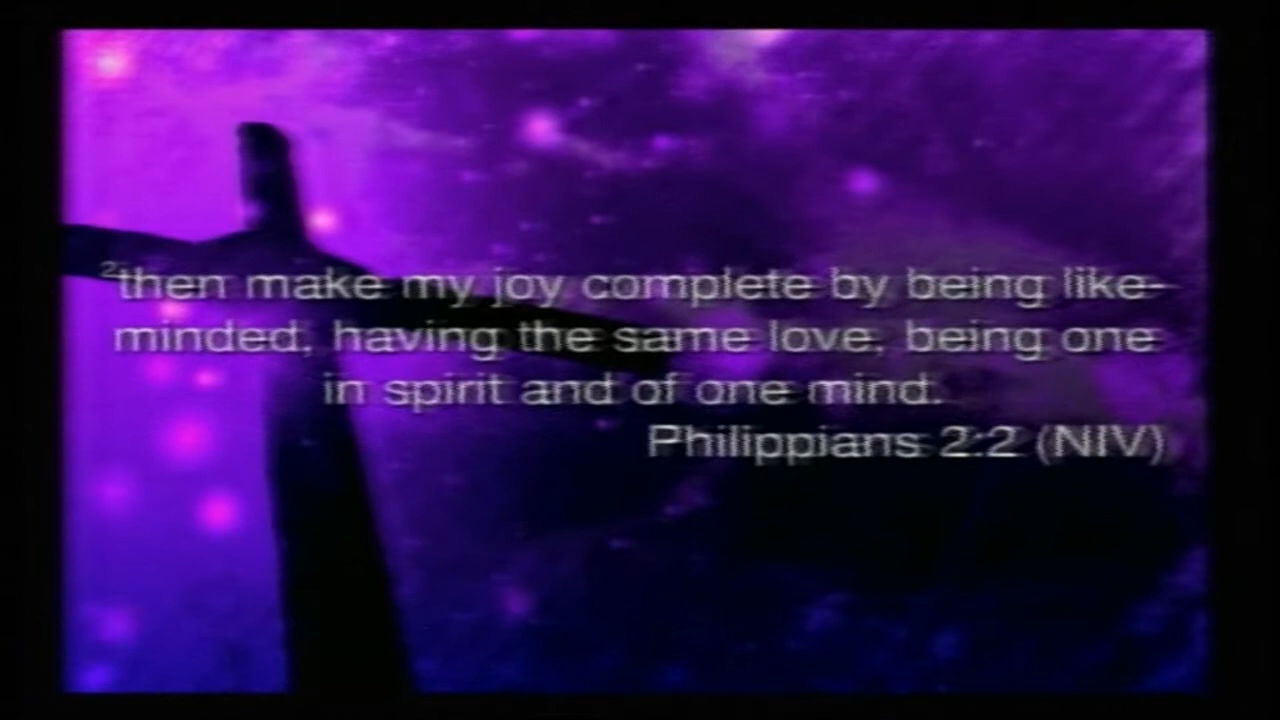 ²then make my joy complete by being like-
minded, having the same love, being one
in spirit and of one mind.
Philippians 2:2 (NIV)